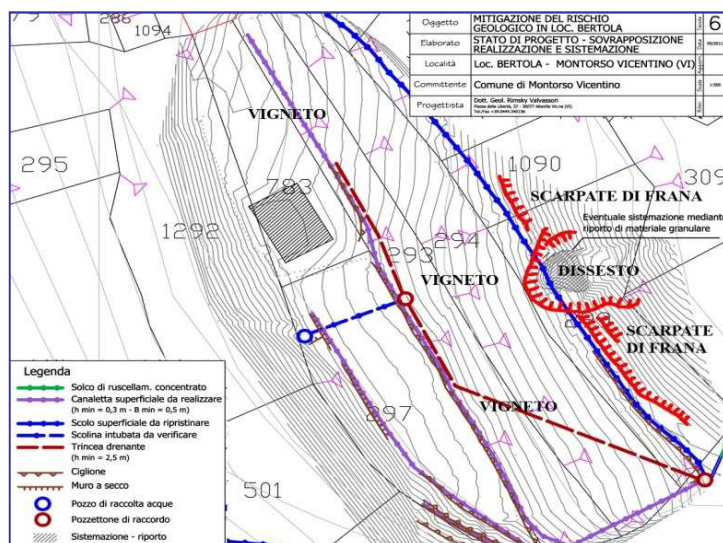 Oggetto
MITIGAZIONE DEL RISCHIO
GEOLOGICO IN LOC. BERTOLA
6
Elaborato
STATO DI PROGETTO - SOVRAPPOSIZIONE
REALIZZAZIONE E SISTEMAZIONE
Località
Loc. BERTOLA - MONTORSO VICENTINO (VI)
Committente
Comune di Montorso Vicentino
Progettista
Dott. Geol. Rimsky Valvassori
286
1094
VIGNETO
295
783
1292
293
294
VIGNETO
1090
309
SCARPATE DI FRANA
Eventuale sistemazione mediante
riporto di materiale granulare
DISSESTO
SCARPATE
DI FRANA
VIGNETO
297
501
Legenda
Solco di ruscellam. concentrato
Canaletta superficiale da realizzare
(h min = 0,3 m - B min = 0,5 m)
Scolo superficiale da ripristinare
Scolina intubata da verificare
Trincea drenante
(h min = 2,5 m)
Ciglione
Muro a secco
Pozzo di raccolta acque
Pozzettone di raccordo
Sistemazione - riporto